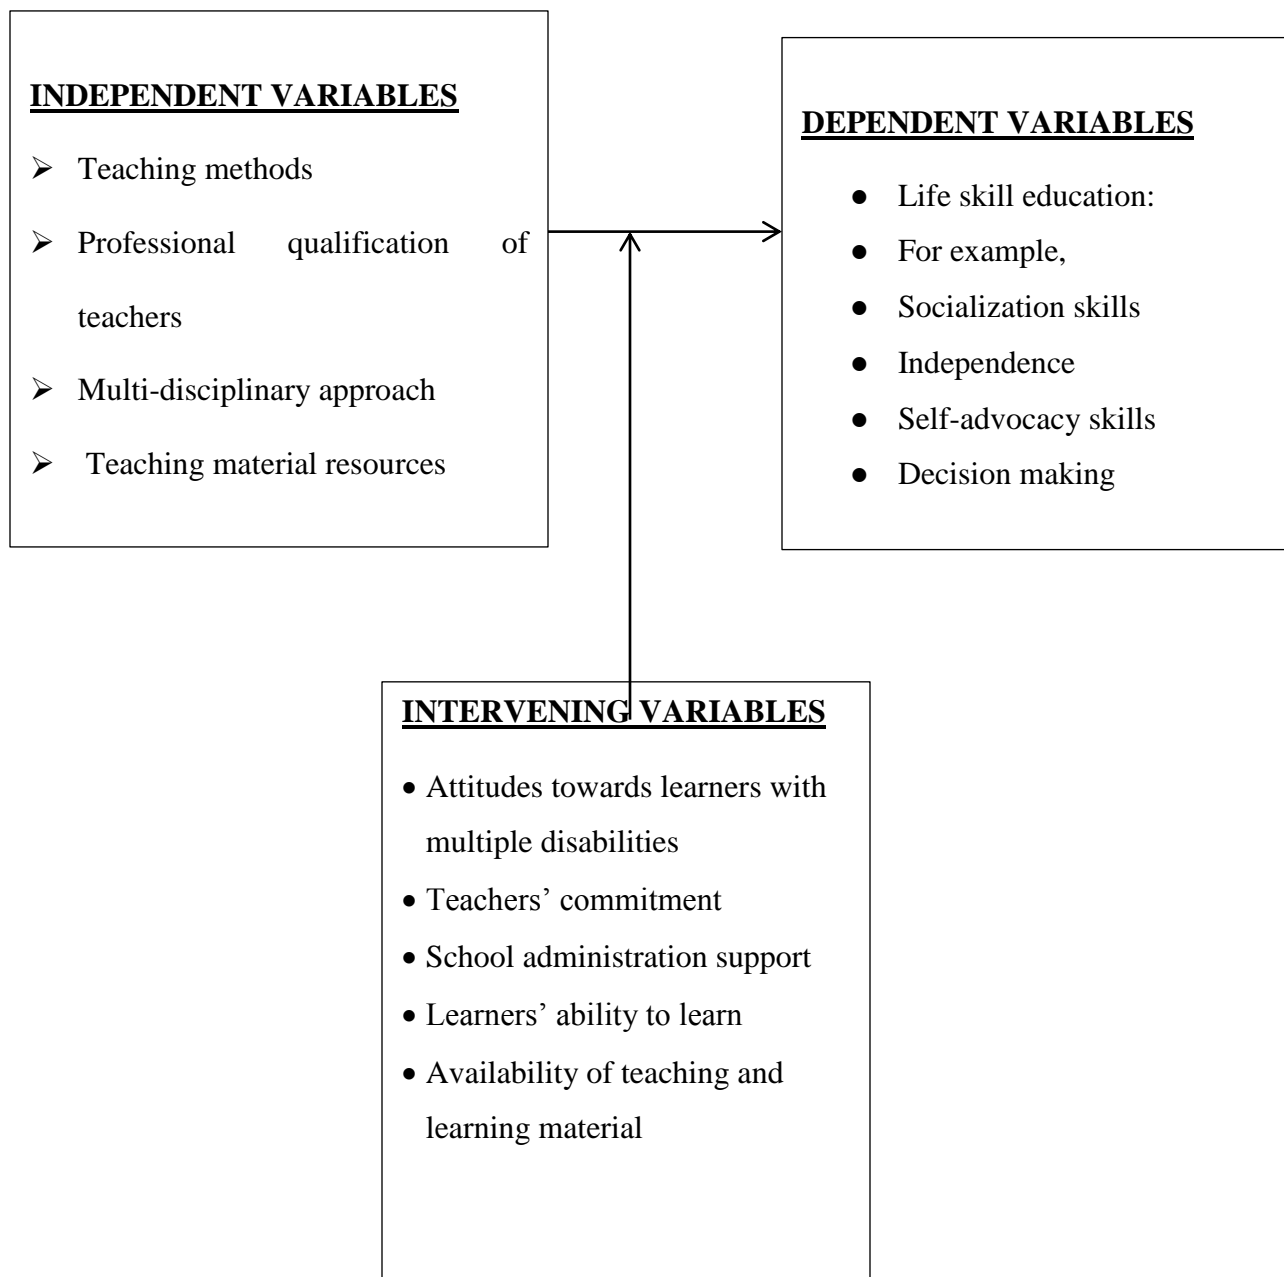 INDEPENDENT VARIABLES
➢ Teaching methods
➢ Professional qualification of
teachers
➢ Multi-disciplinary approach
➢ Teaching material resources
DEPENDENT VARIABLES
● Life skill education:
● For example,
● Socialization skills
● Independence
● Self-advocacy skills
● Decision making
INTERVENING VARIABLES
• Attitudes towards learners with
multiple disabilities
• Teachers’ commitment
• School administration support
• Learners’ ability to learn
• Availability of teaching and
learning material